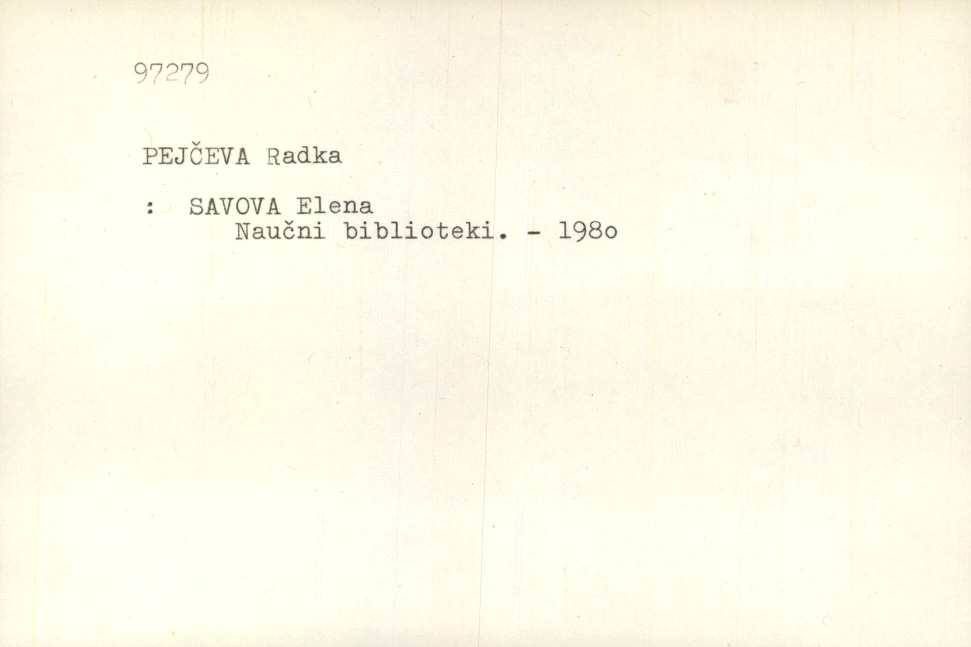 97279
PEJČEVA Radka
: SAVOVA Elena
Naučni biblioteki. - 198o